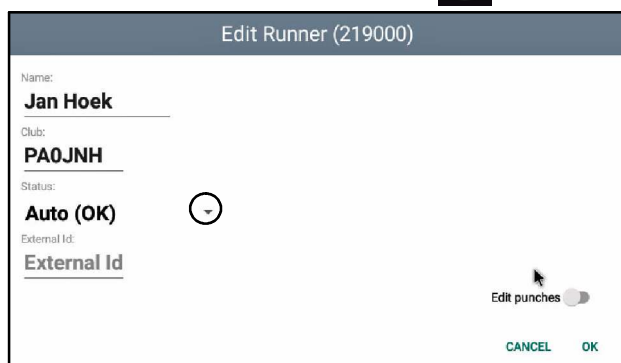 Edit Runner (219000)
Name:
Jan Hoek
Club:
PA0JNH
Status:
Auto (OK)
External Id:
External Id
Edit punches
CANCEL OK